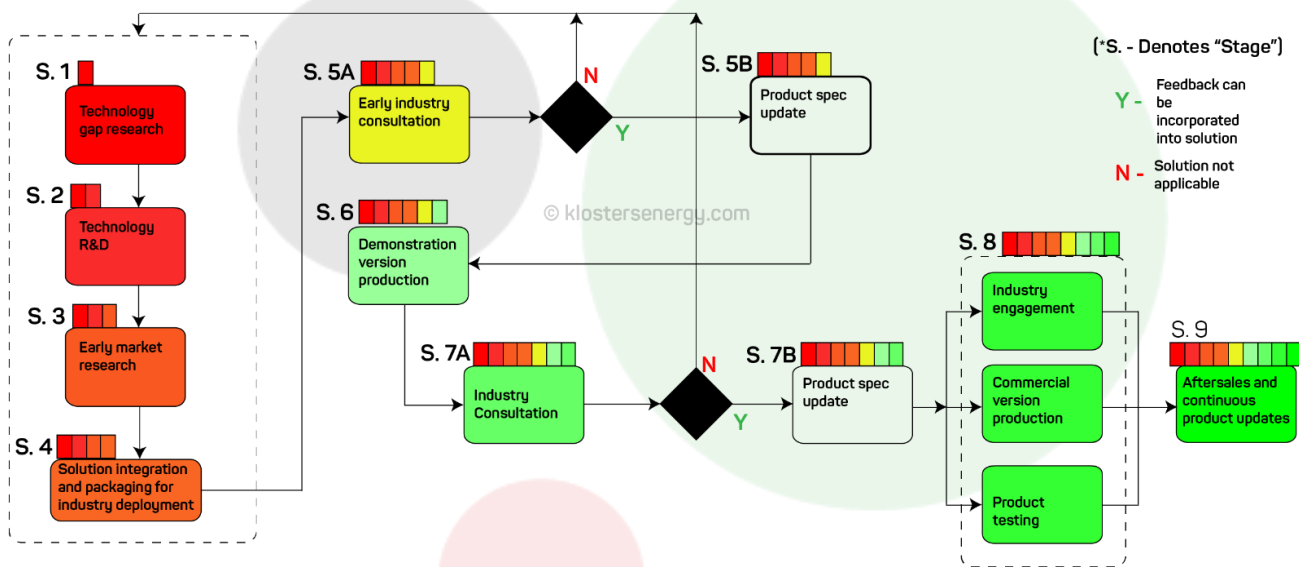 S. 1
Technology
gap research
S. 2
Technology
R&D
S. 3
Early market
research
S. 4
Solution integration
and packaging for
industry deployment
S. 5A
Early industry
consultation
N
Y
S. 5B
Product spec
update
S. 6
Demonstration
version
production
© klostersenergy.com
S. 7A
Industry
Consultation
N
Y
S. 7B
Product spec
update
S. 8
Industry
engagement
Commercial
version
production
Product
testing
S. 9
Aftersales and
continuous
product updates
(*S. - Denotes “Stage”)
Y - Feedback can
be
incorporated
into solution
N - Solution not
applicable